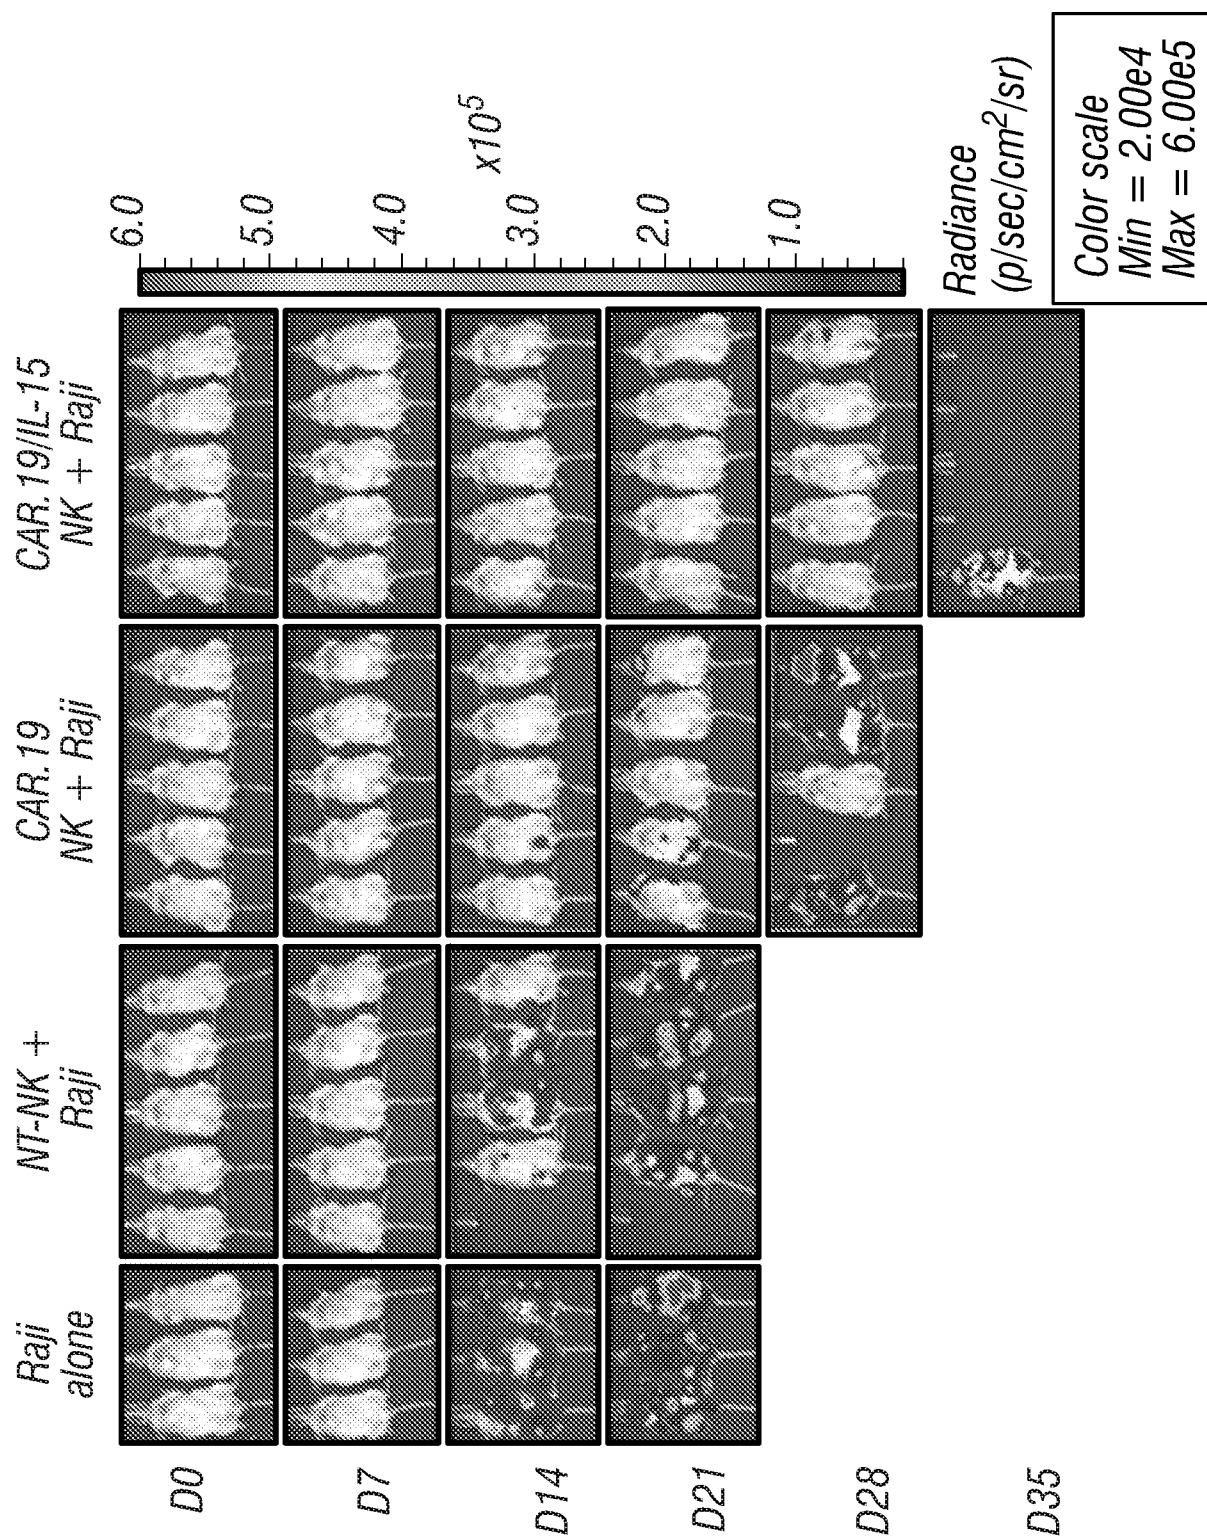 Raji
alone
NT-NK +
Raji
CAR.19
NK + Raji
CAR.19/IL-15
NK + Raji
D0
D7
D14
D21
D28
D35
6.0
5.0
4.0
3.0
2.0
1.0
x10⁵
Radiance
(p/sec/cm²/sr)
Color scale
Min = 2.00e4
Max = 6.00e5